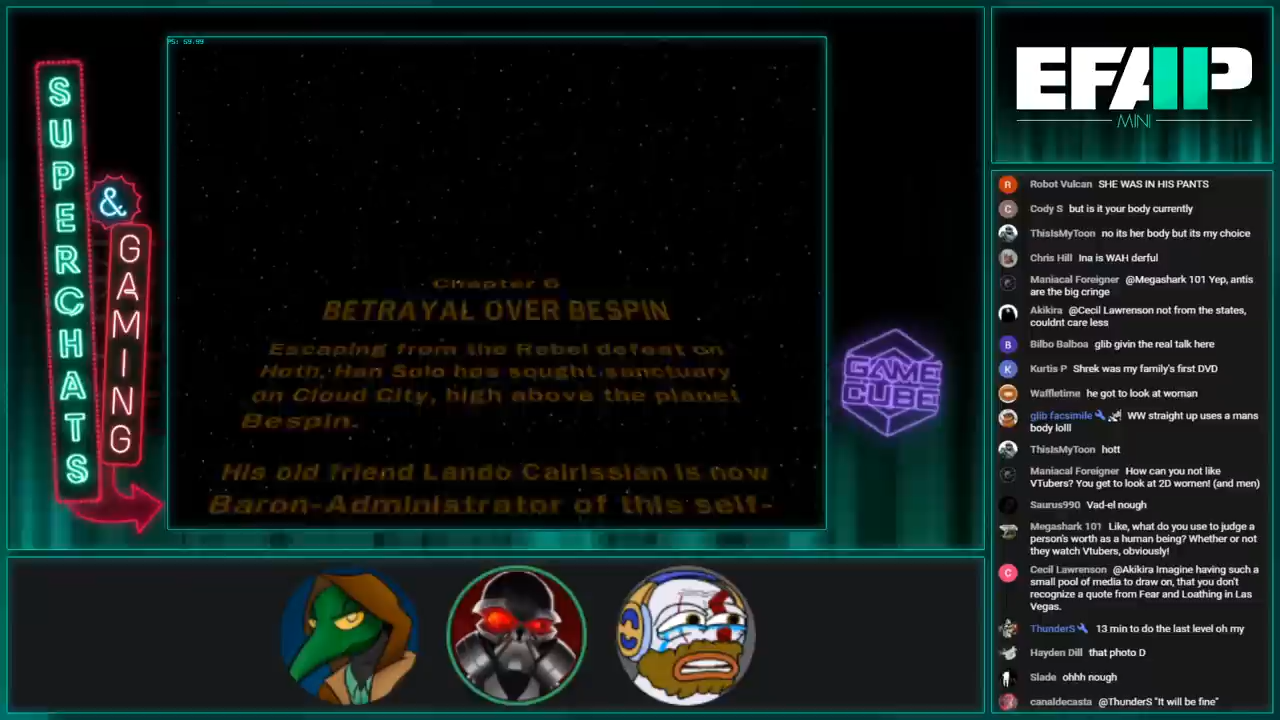 PS: 59.99
SUPERCHATS
&
GAMING
Chapter 6
BETRAYAL OVER BESPIN
Escaping from the Rebel defeat on
Hoth, Han Solo has sought sanctuary
on Cloud City, high above the planet
Bespin.
His old friend Lando Calrissian is now
Baron-Administrator of this self-
GAME
CUBE
EFAP
MINI
Robot Vulcan SHE WAS IN HIS PANTS
Cody S but is it your body currently
ThisIsMyToon no its her body but its my choice
Chris Hill Ina is WAH derful
Maniacal Foreigner @Megashark 101 Yep, antis
are the big cringe
Akikira @Cecil Lawrenson not from the states,
couldnt care less
Bilbo Balboa glib givin the real talk here
Kurtis P Shrek was my family's first DVD
Waffletime he got to look at woman
glib facsimile WW straight up uses a mans
body lolll
ThisIsMyToon hott
Maniacal Foreigner How can you not like
VTubers? You get to look at 2D women! (and men)
Saurus990 Vad-el nough
Megashark 101 Like, what do you use to judge a
person's worth as a human being? Whether or not
they watch Vtubers, obviously!
Cecil Lawrenson @Akikira Imagine having such a
small pool of media to draw on, that you don't
recognize a quote from Fear and Loathing in Las
Vegas.
ThunderS 13 min to do the last level oh my
Hayden Dill that photo D
Slade ohhh nough
canaldecasta @ThunderS "It will be fine"